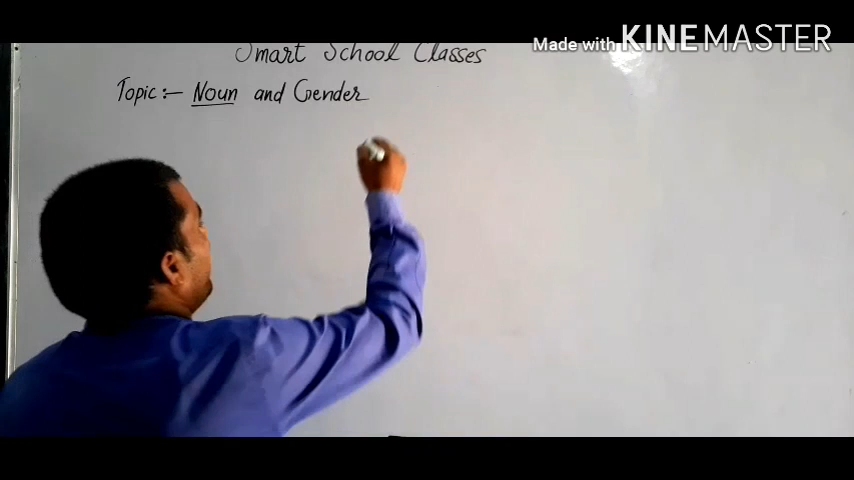 Smart School Classes
Made with KINEMASTER
Topic:- Noun and Gender